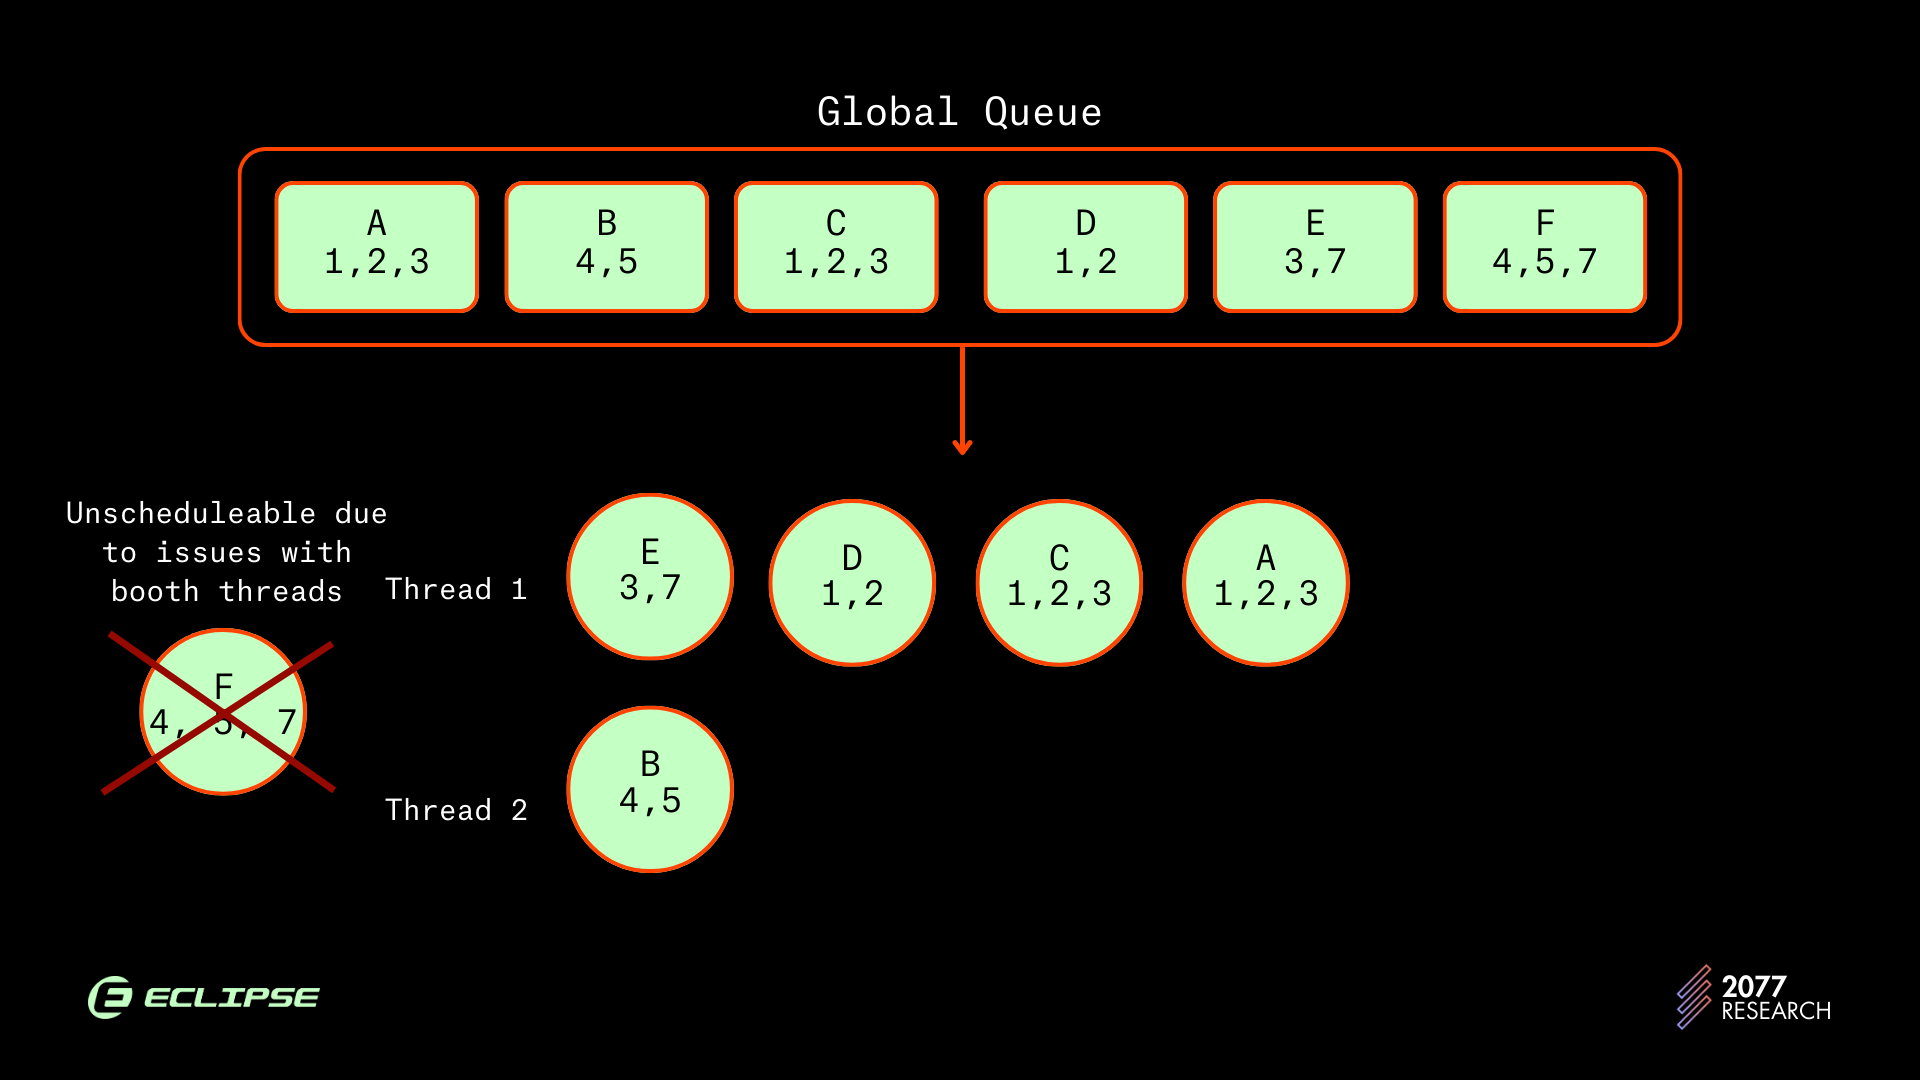 Global Queue
A
1,2,3
B
4,5
C
1,2,3
D
1,2
E
3,7
F
4,5,7
Unscheduleable due
to issues with
booth threads
F
4, 5, 7
Thread 1
E
3,7
D
1,2
C
1,2,3
A
1,2,3
Thread 2
B
4,5
ECLIPSE
2077
RESEARCH